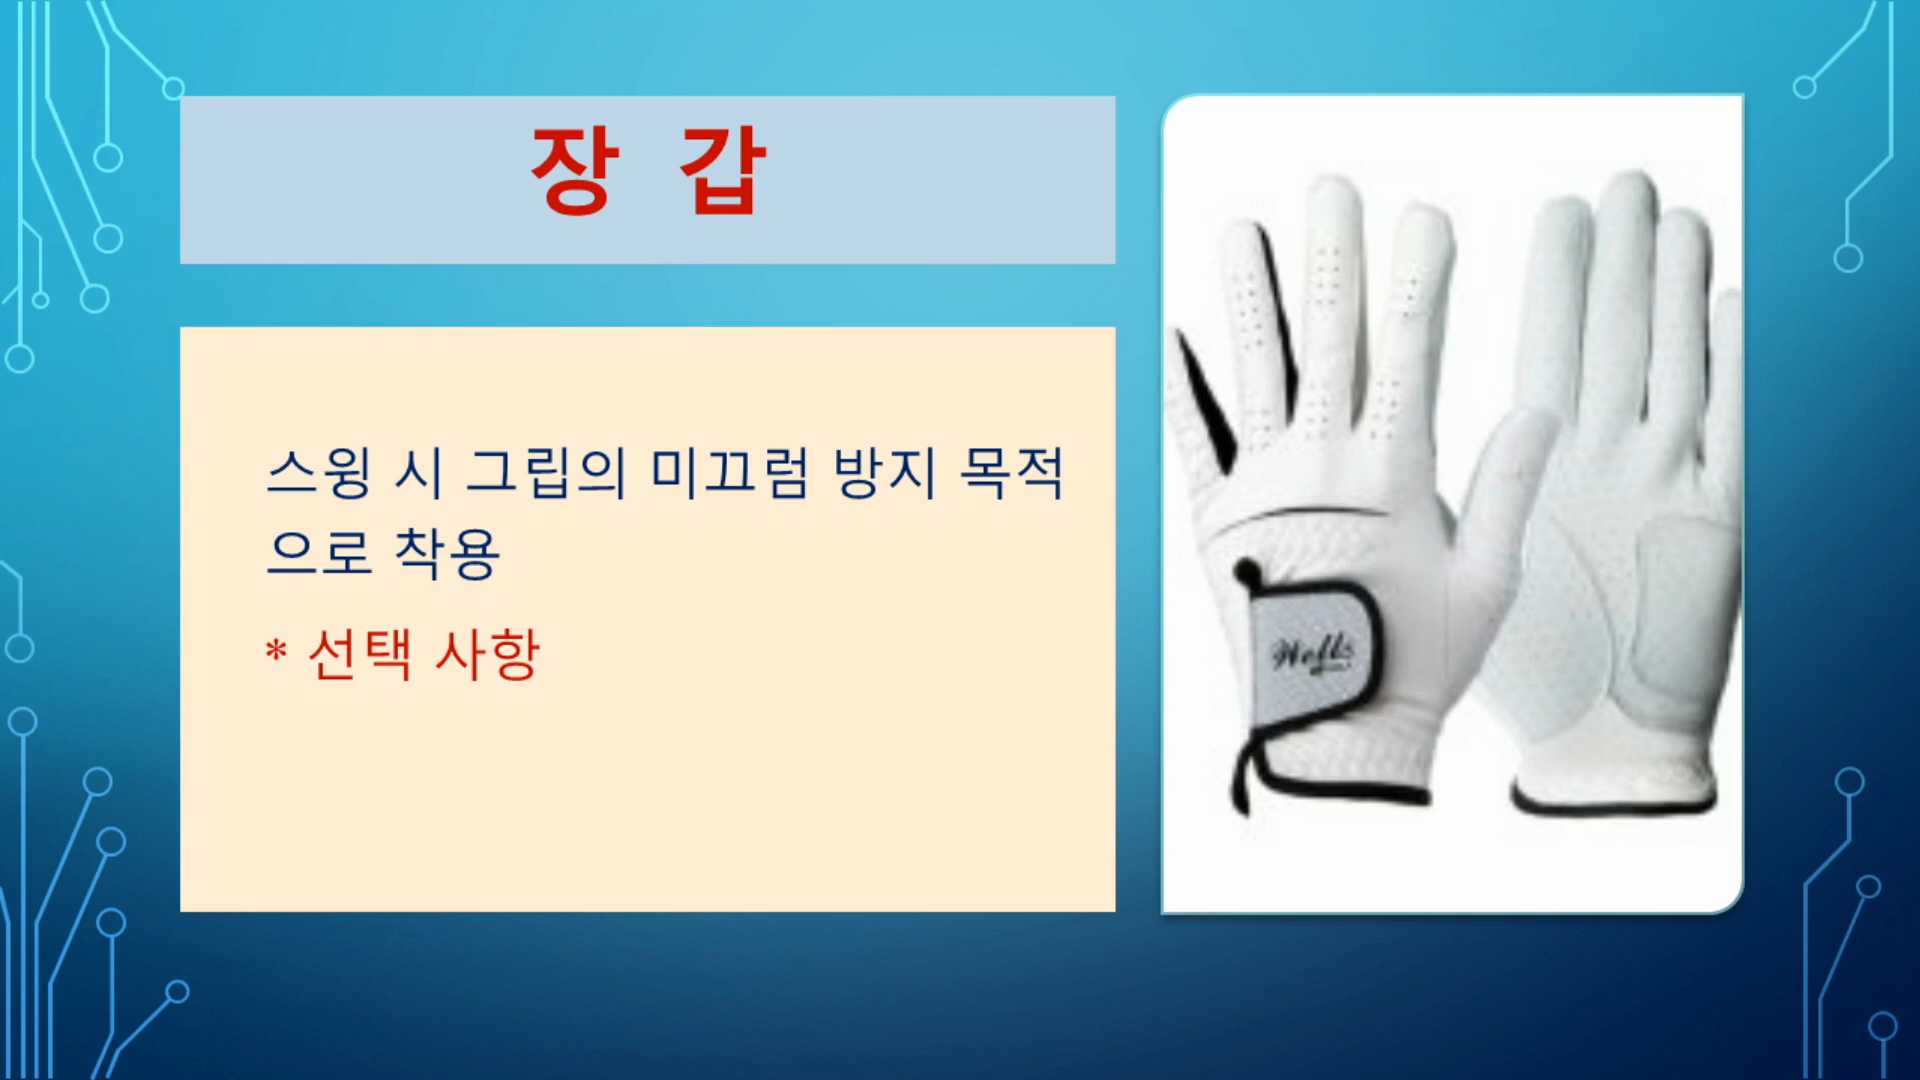 장 갑
스윙 시 그립의 미끄럼 방지 목적
으로 착용
* 선택 사항